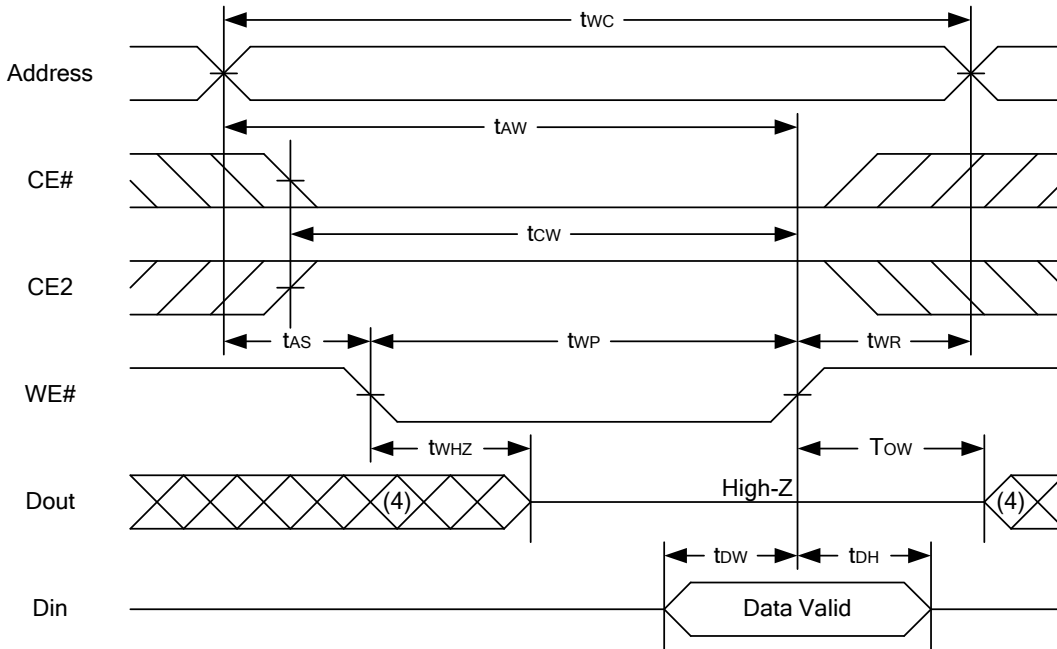 tWC
Address
tAW
CE#
tCW
CE2
tAS tWP tWR
WE#
tWHZ TOW
Dout (4) High-Z (4)
tDW tDH
Din Data Valid